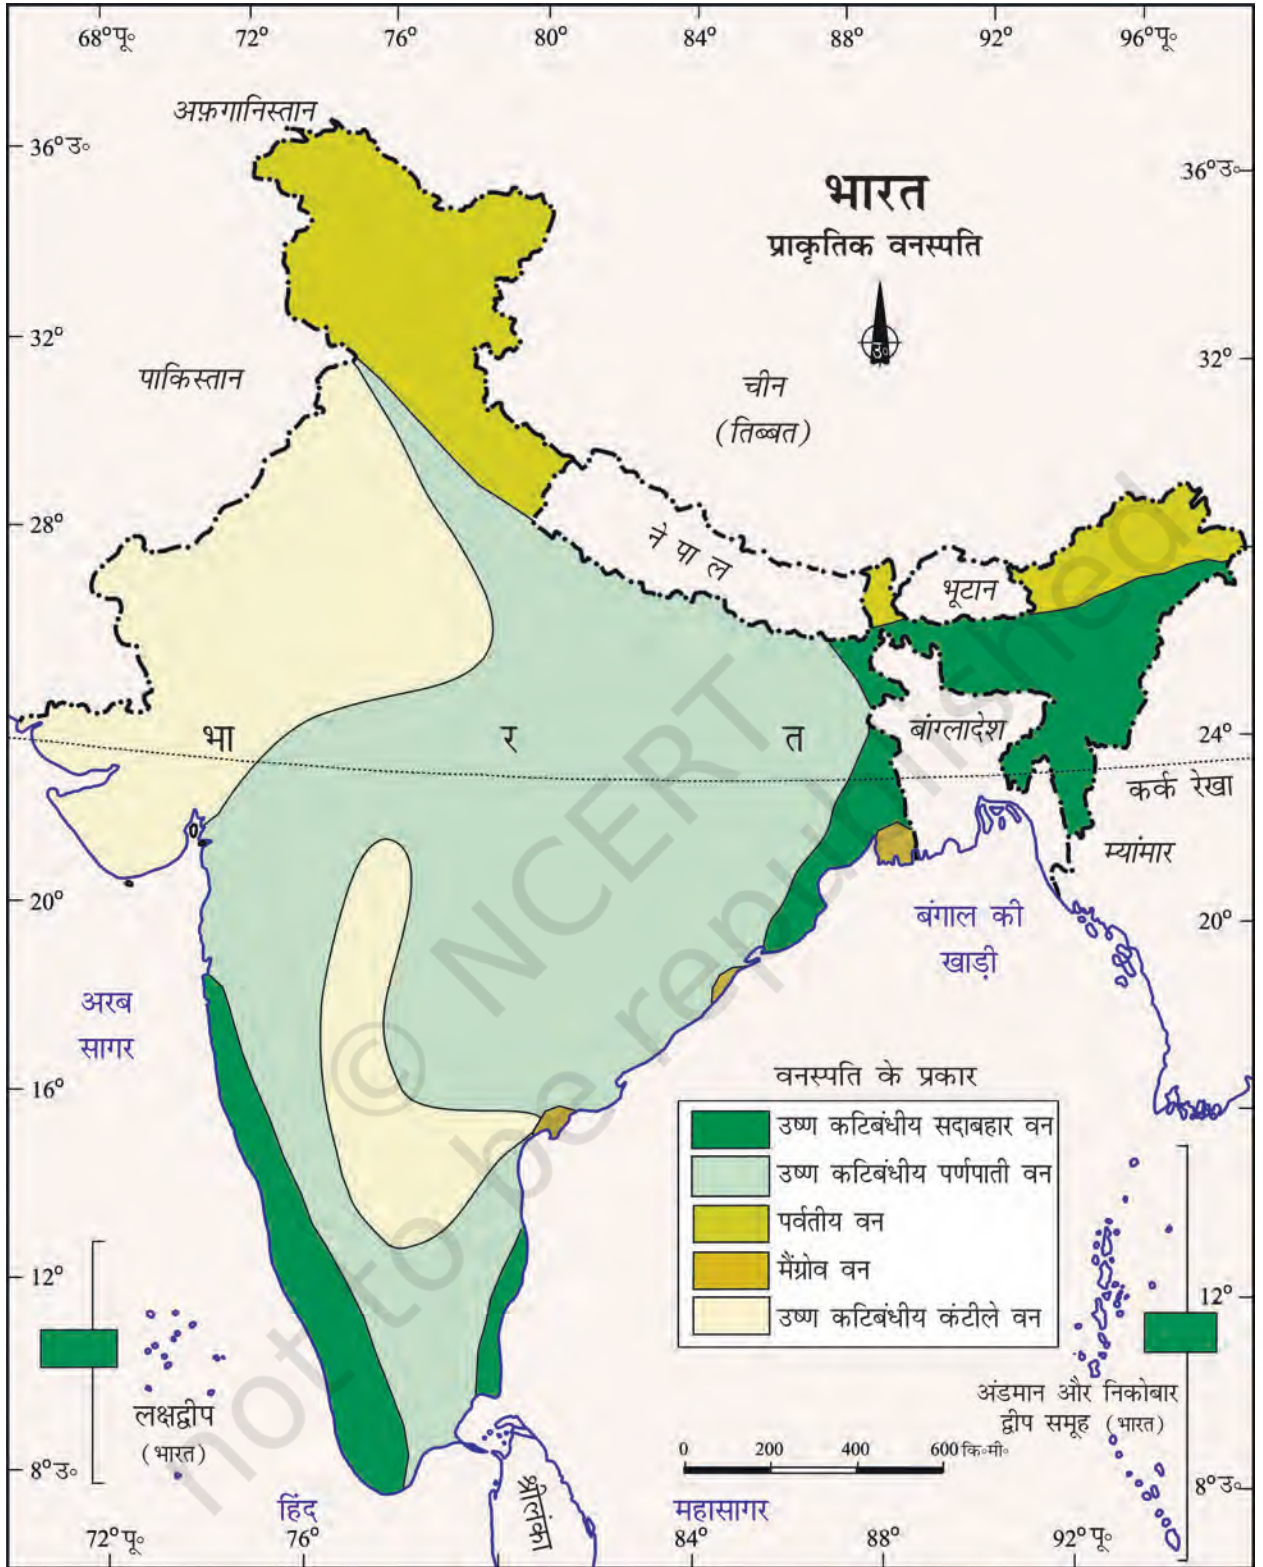 68°पू॰ 72° 76° 80° 84° 88° 92° 96°पू॰
अफ़गानिस्तान
36°उ॰
36°उ॰
भारत
प्राकृतिक वनस्पति
उ॰
32°
32°
पाकिस्तान
चीन
(तिब्बत)
28°
नेपाल
भूटान
भारत
बांग्लादेश
24°
कर्क रेखा
म्यांमार
20°
20°
बंगाल की
खाड़ी
अरब
सागर
16°
वनस्पति के प्रकार
उष्ण कटिबंधीय सदाबहार वन
उष्ण कटिबंधीय पर्णपाती वन
पर्वतीय वन
मैंग्रोव वन
उष्ण कटिबंधीय कंटीले वन
12°
12°
लक्षद्वीप
(भारत)
अंडमान और निकोबार
द्वीप समूह (भारत)
0 200 400 600 कि॰मी॰
8°उ॰
8°उ॰
श्रीलंका
हिंद महासागर
72°पू॰ 76° 84° 88° 92°पू॰
© NCERT
not to be republished